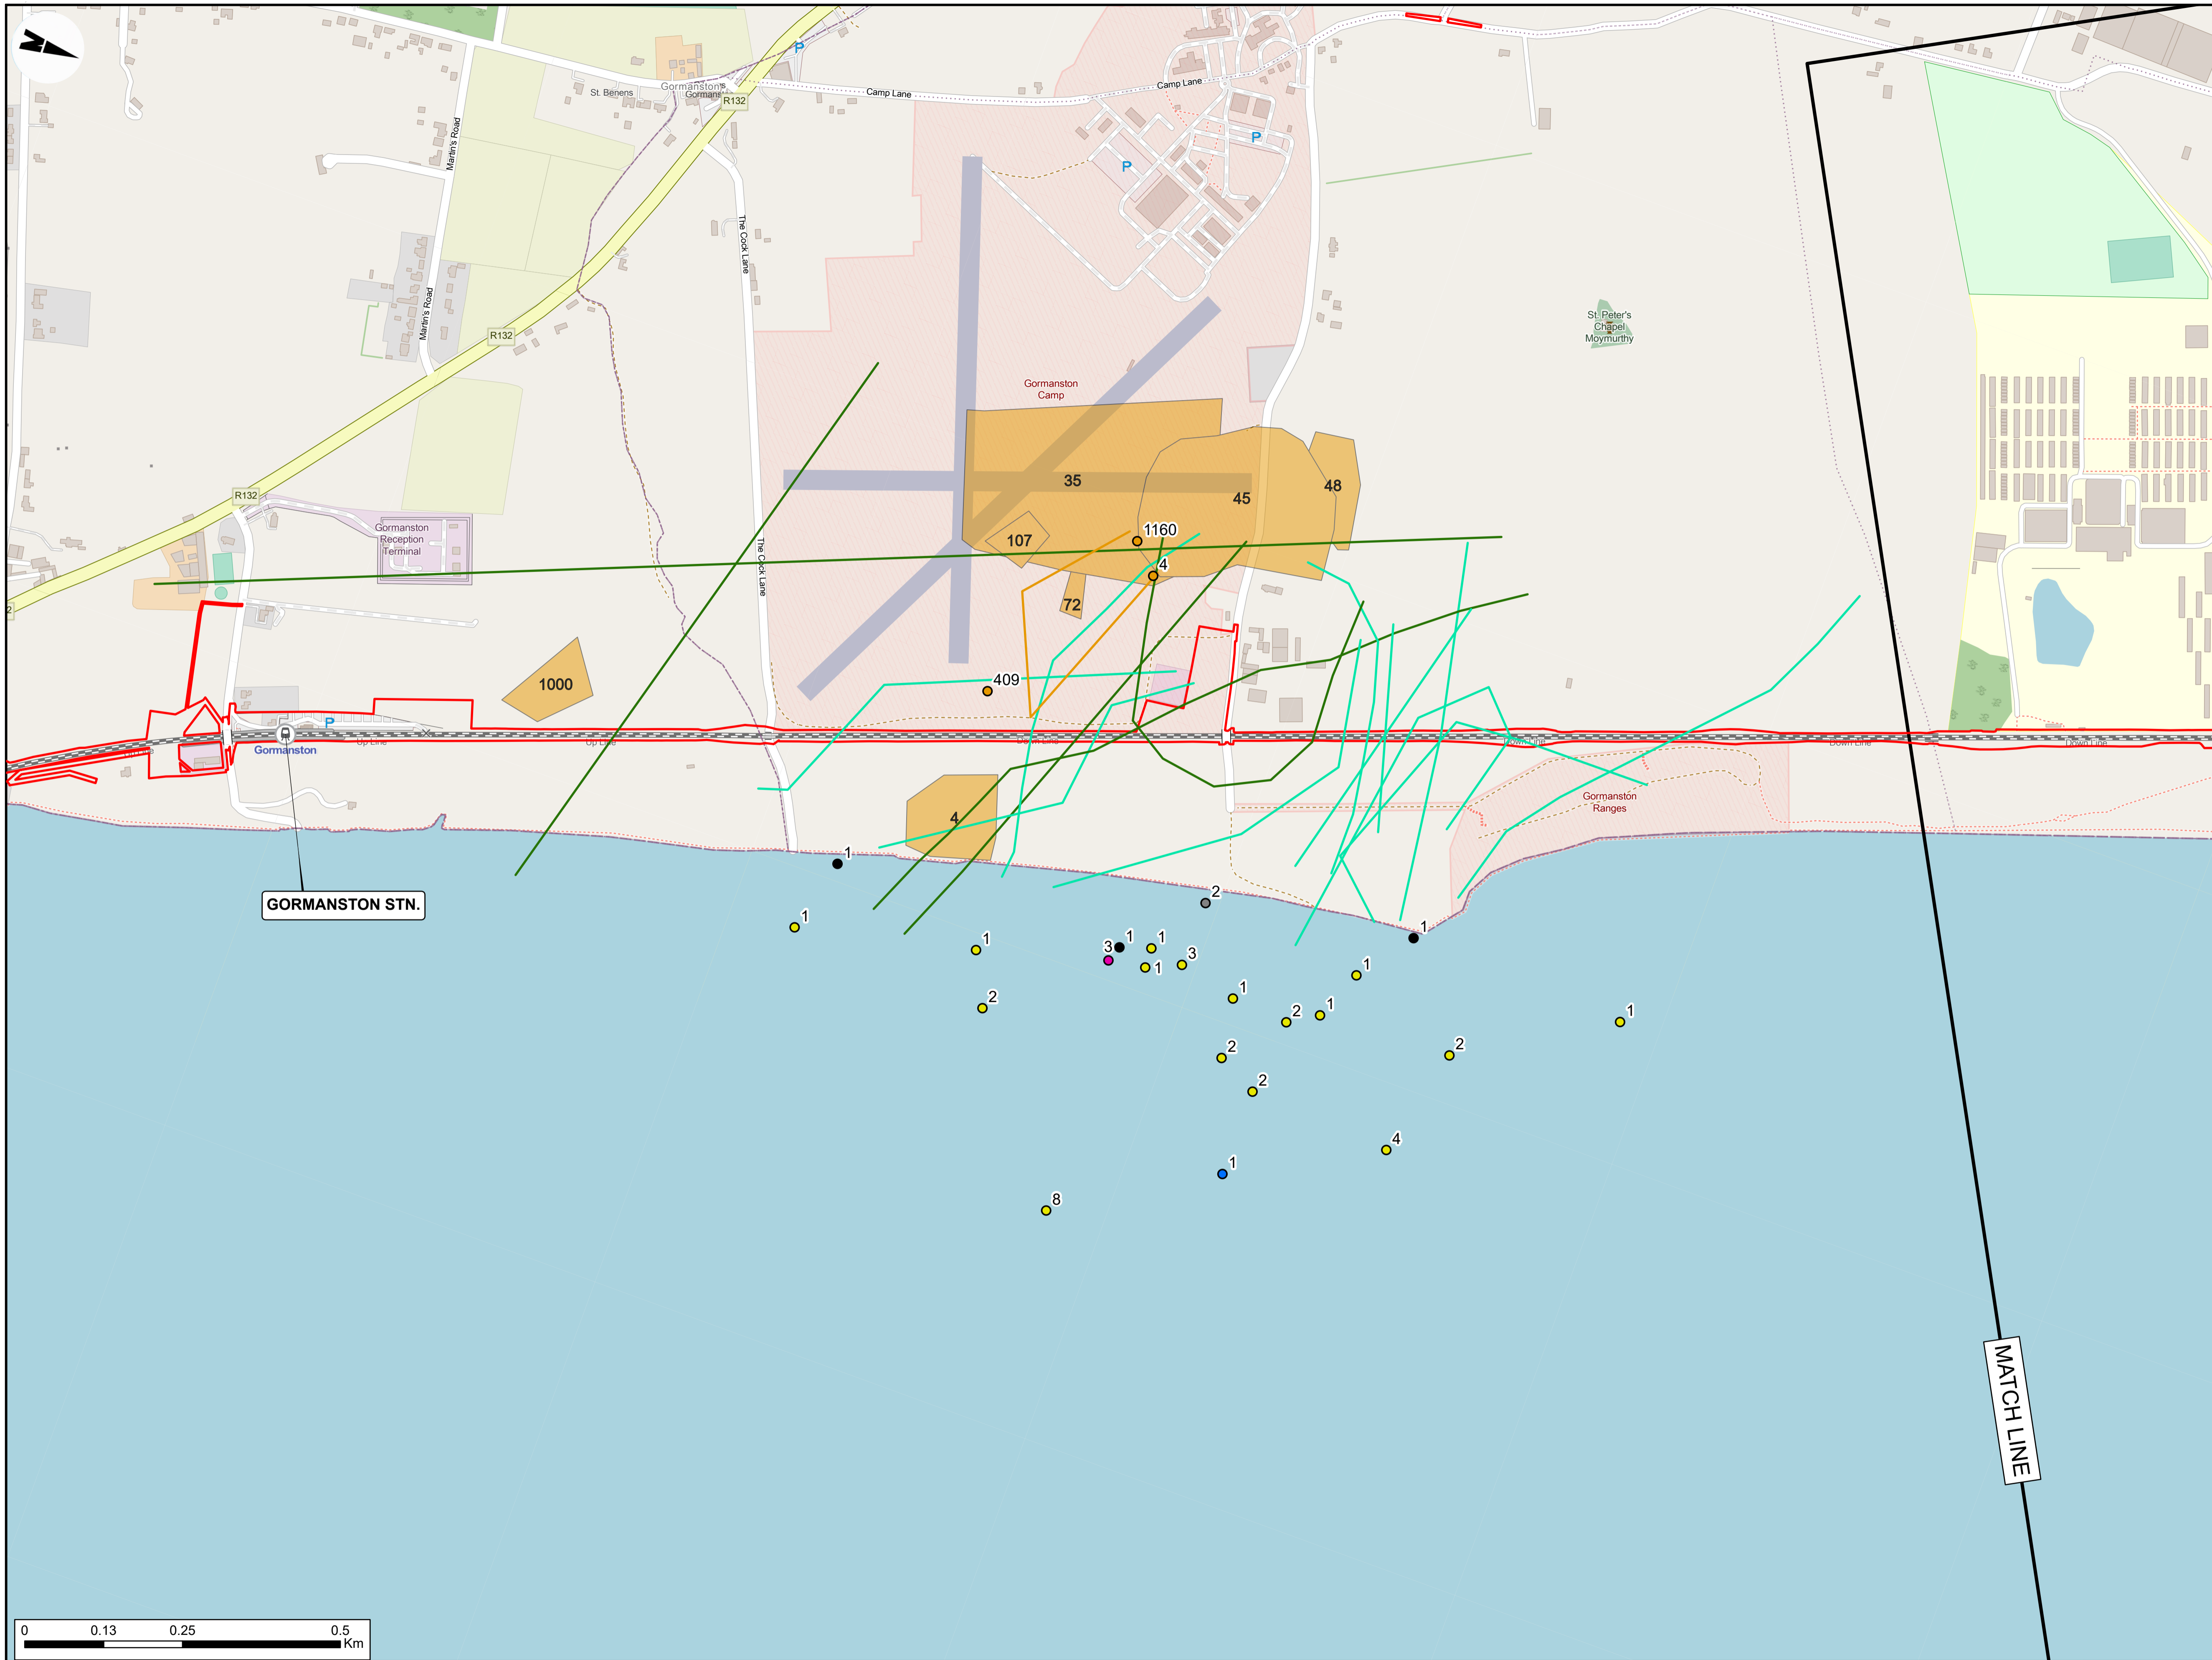 N
P
St. Benens
Gormanston
R132
Camp Lane
Camp Lane
P
P
Martin's Road
The Cock Lane
Martin's Road
R132
St. Peter's
Chapel
Moymurthy
Gormanston
Camp
35
45
48
R132
Gormanston
Reception
Terminal
1160
107
4
The Cock Lane
72
1000
409
P
Gormanston
Up Line
Up Line
Down Line
Down Line
Down Line
Down Line
Gormanston
Ranges
4
1
GORMANSTON STN.
2
1
1
3
1
1
1
3
1
1
2
1
2
1
1
2
2
2
4
1
8
MATCH LINE
0 0.13 0.25 0.5
Km